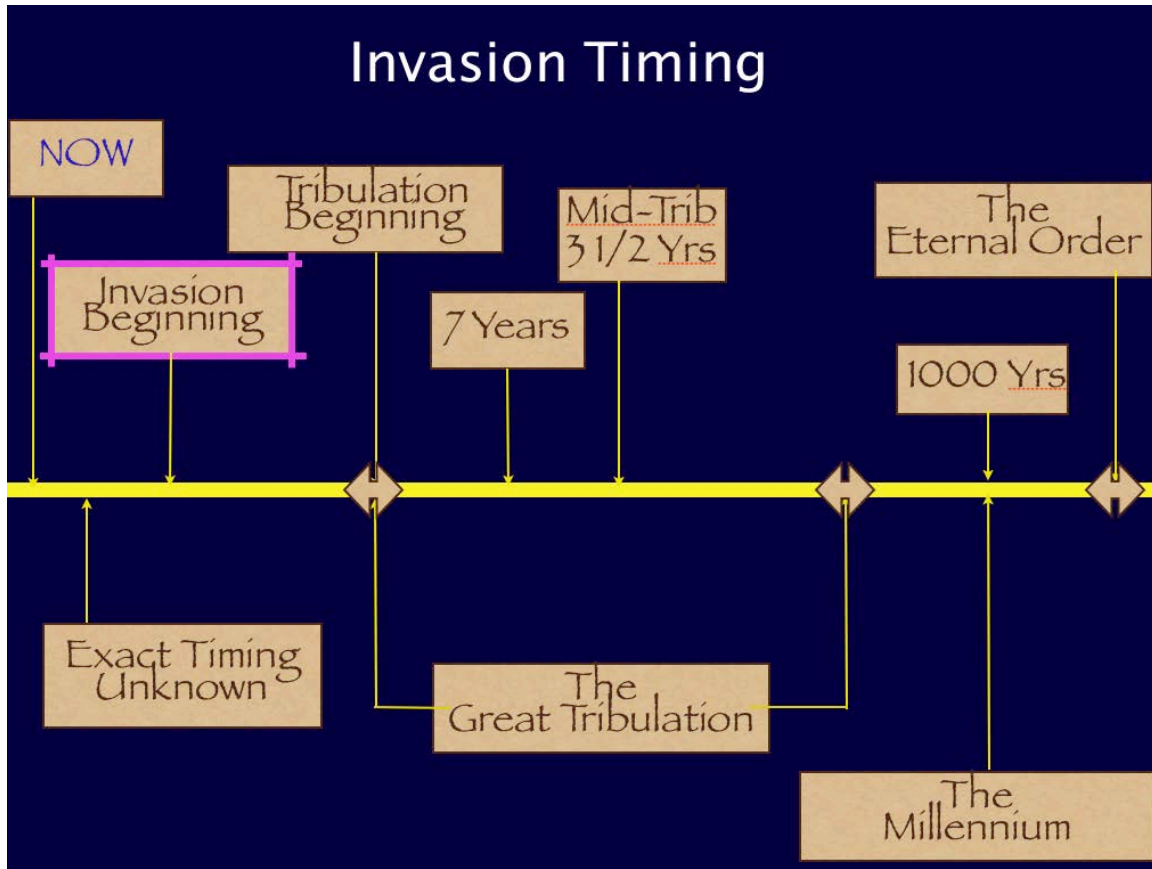 Invasion Timing
NOW
Tribulation
Beginning
Mid-Trib
3 1/2 Yrs
The
Eternal Order
Invasion
Beginning
7 Years
1000 Yrs
Exact Timing
Unknown
The
Great Tribulation
The
Millennium